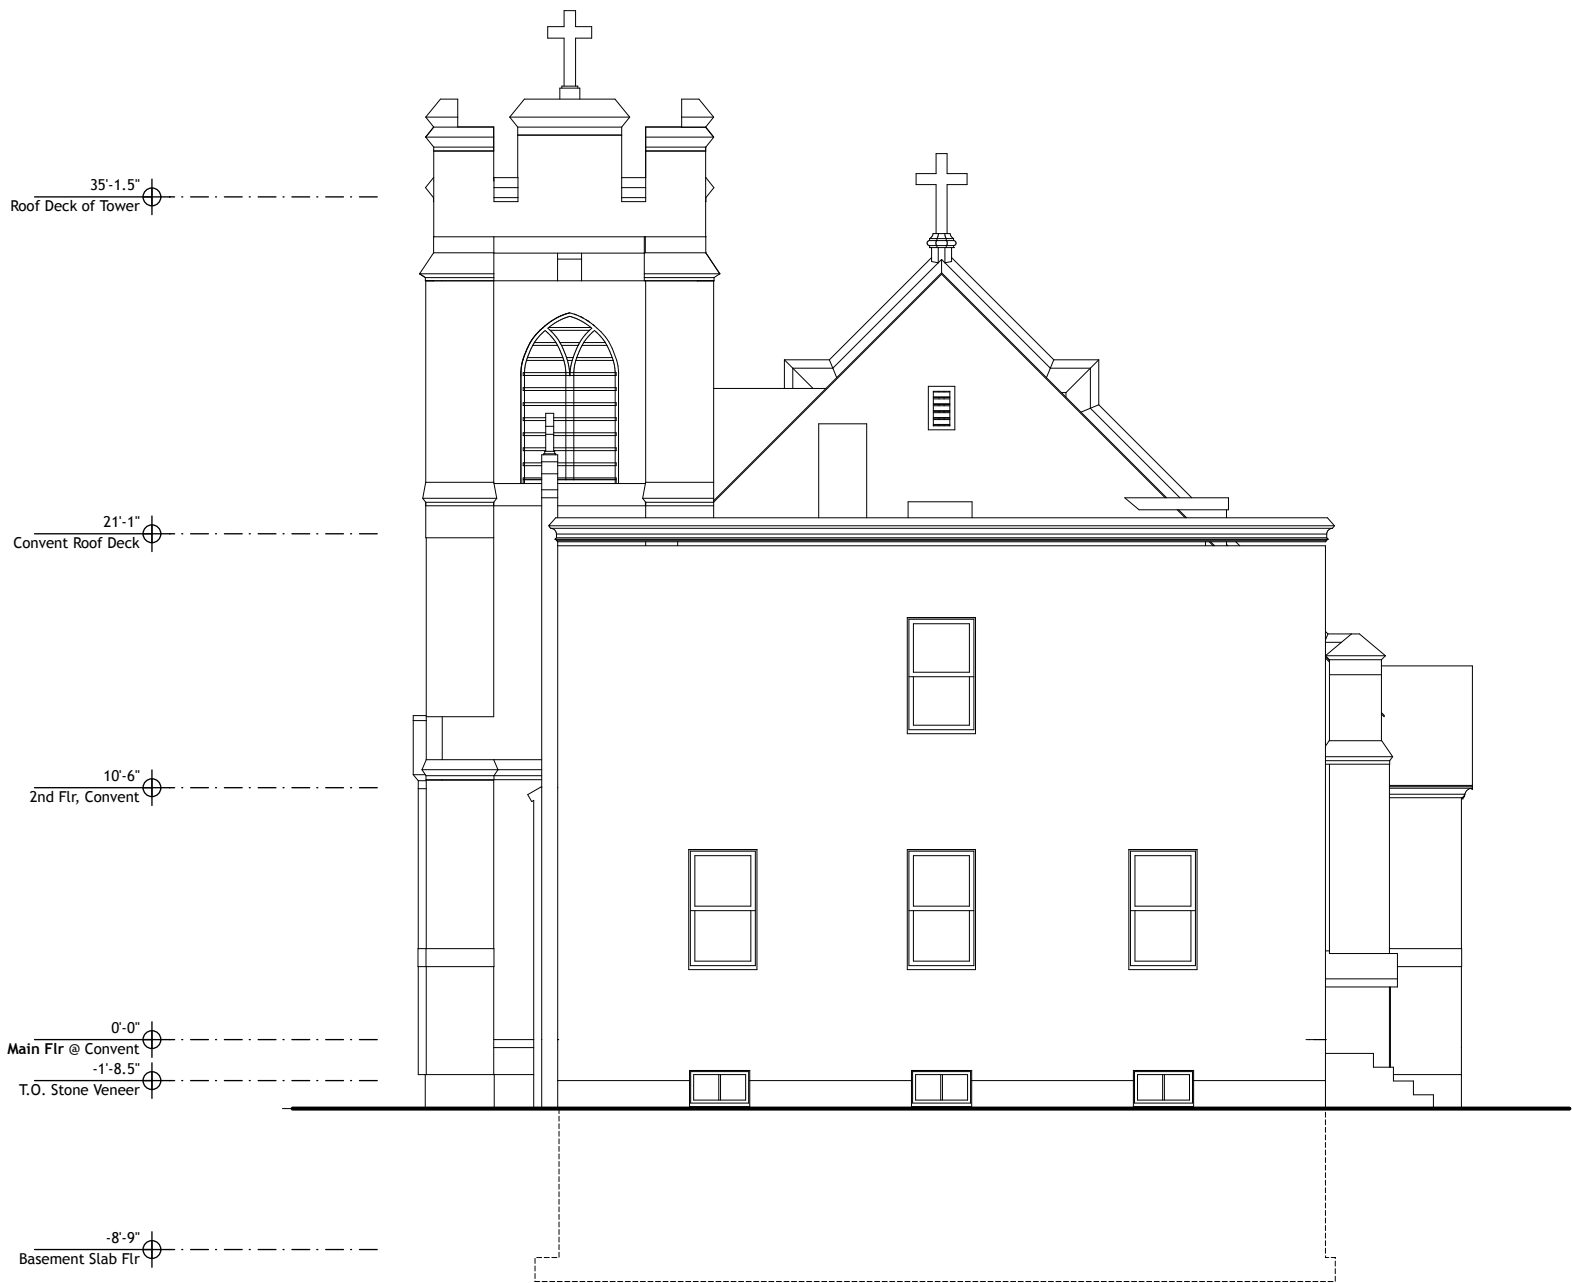 35'-1.5"
Roof Deck of Tower
21'-1"
Convent Roof Deck
10'-6"
2nd Flr, Convent
0'-0"
Main Flr @ Convent
-1'-8.5"
T.O. Stone Veneer
-8'-9"
Basement Slab Flr